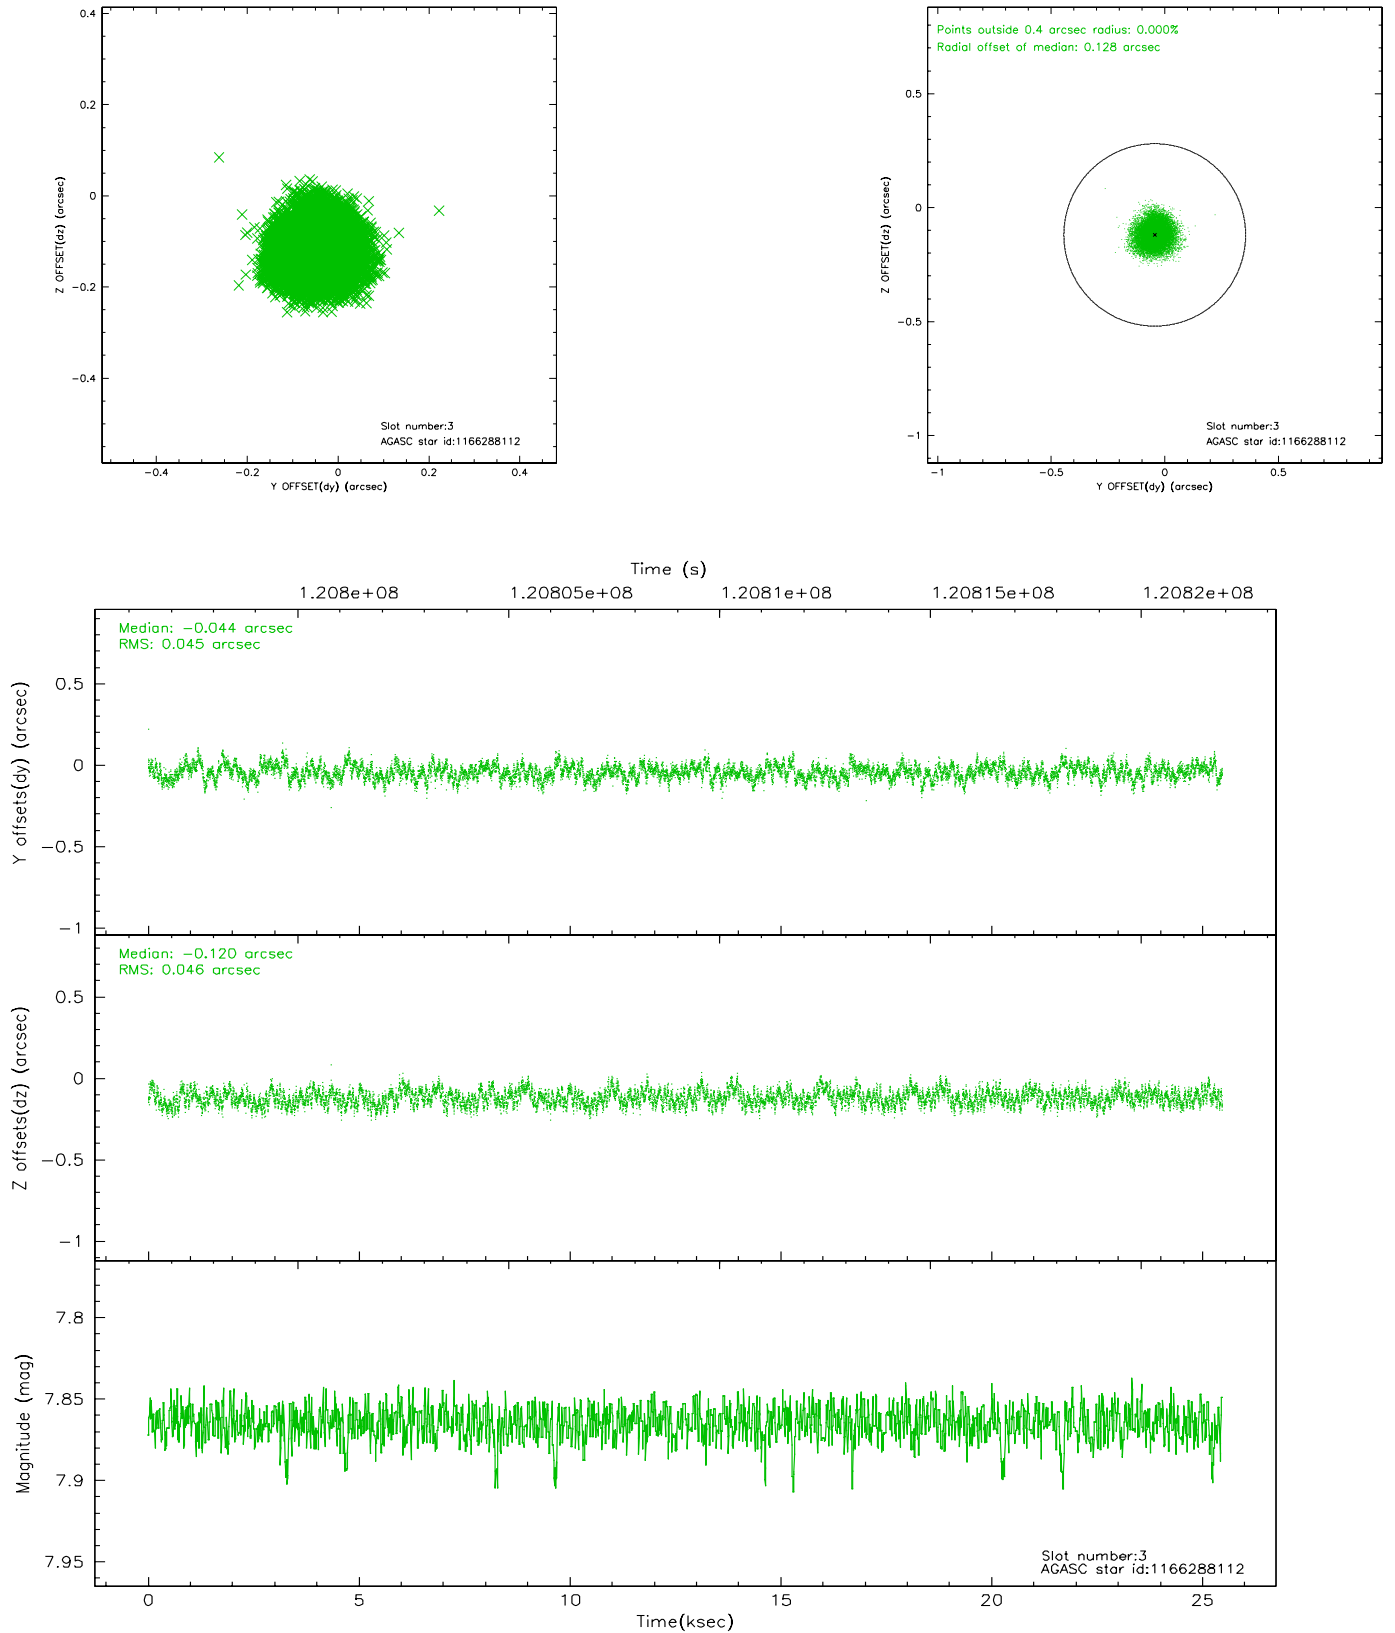 0.4
0.2
0
−0.2
−0.4
Z OFFSET(dz) (arcsec)
Slot number:3
AGASC star id:1166288112
−0.4
−0.2
0
0.2
0.4
Y OFFSET(dy) (arcsec)
Points outside 0.4 arcsec radius: 0.000%
Radial offset of median: 0.128 arcsec
0.5
0
−0.5
−1
Z OFFSET(dz) (arcsec)
Slot number:3
AGASC star id:1166288112
−1
−0.5
0
0.5
Y OFFSET(dy) (arcsec)
Time (s)
1.208e+08
1.20805e+08
1.2081e+08
1.20815e+08
1.2082e+08
Median: −0.044 arcsec
RMS: 0.045 arcsec
0.5
0
−0.5
−1
Y offsets(dy) (arcsec)
Median: −0.120 arcsec
RMS: 0.046 arcsec
0.5
0
−0.5
−1
Z offsets(dz) (arcsec)
7.8
7.85
7.9
7.95
Magnitude (mag)
Slot number:3
AGASC star id:1166288112
0
5
10
15
20
25
Time(ksec)